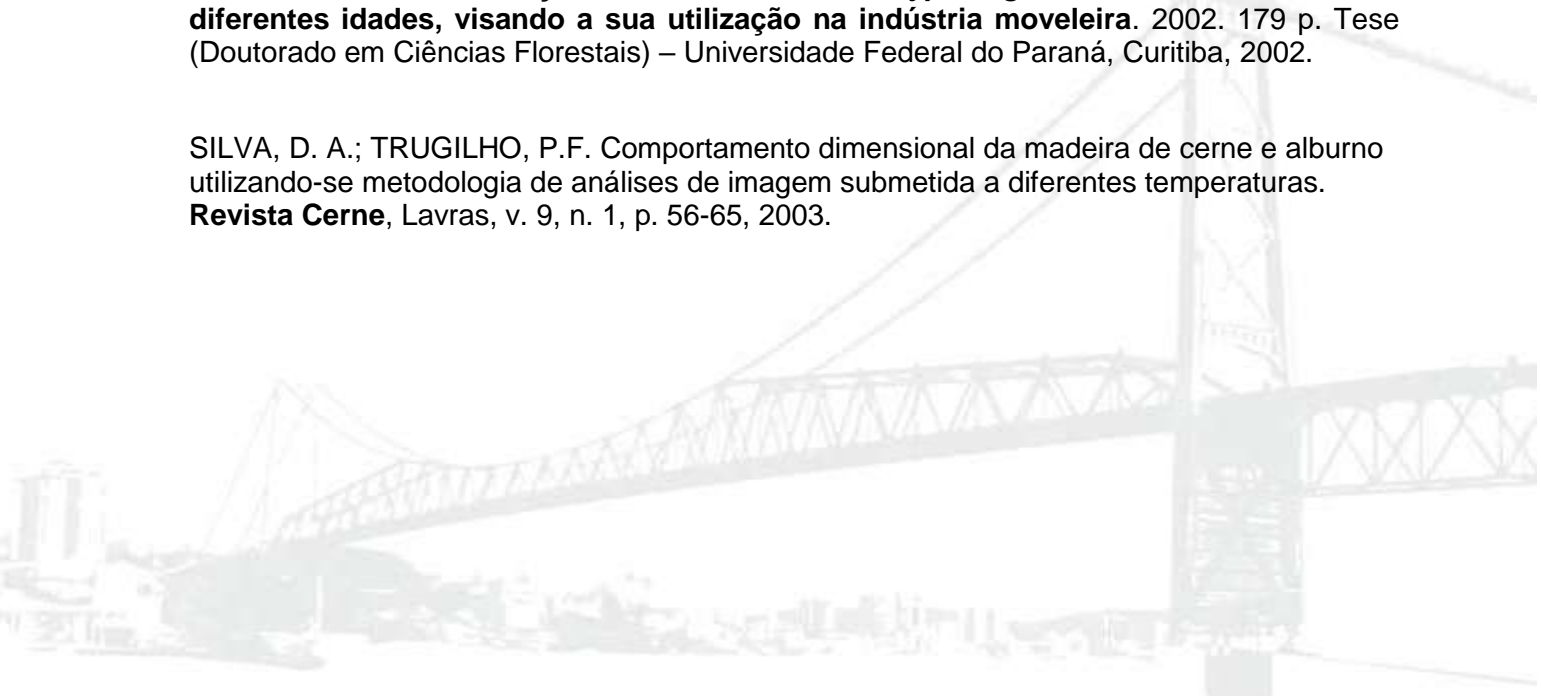 diferentes idades, visando a sua utilização na indústria moveleira. 2002. 179 p. Tese
(Doutorado em Ciências Florestais) – Universidade Federal do Paraná, Curitiba, 2002.
SILVA, D. A.; TRUGILHO, P.F. Comportamento dimensional da madeira de cerne e alburno
utilizando-se metodologia de análises de imagem submetida a diferentes temperaturas.
Revista Cerne, Lavras, v. 9, n. 1, p. 56-65, 2003.